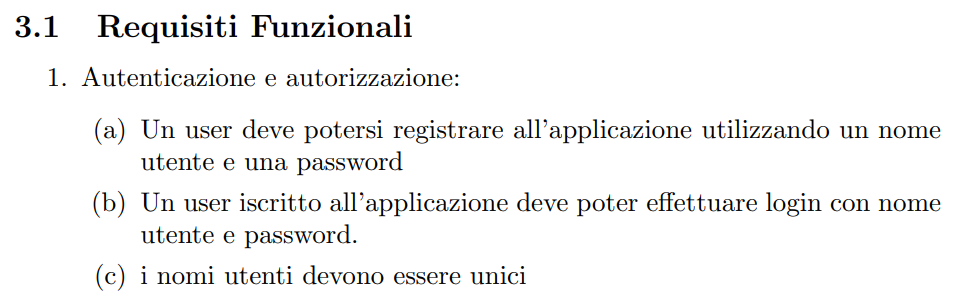 3.1 Requisiti Funzionali
1. Autenticazione e autorizzazione:
(a) Un user deve potersi registrare all'applicazione utilizzando un nome
utente e una password
(b) Un user iscritto all'applicazione deve poter effettuare login con nome
utente e password.
(c) i nomi utenti devono essere unici